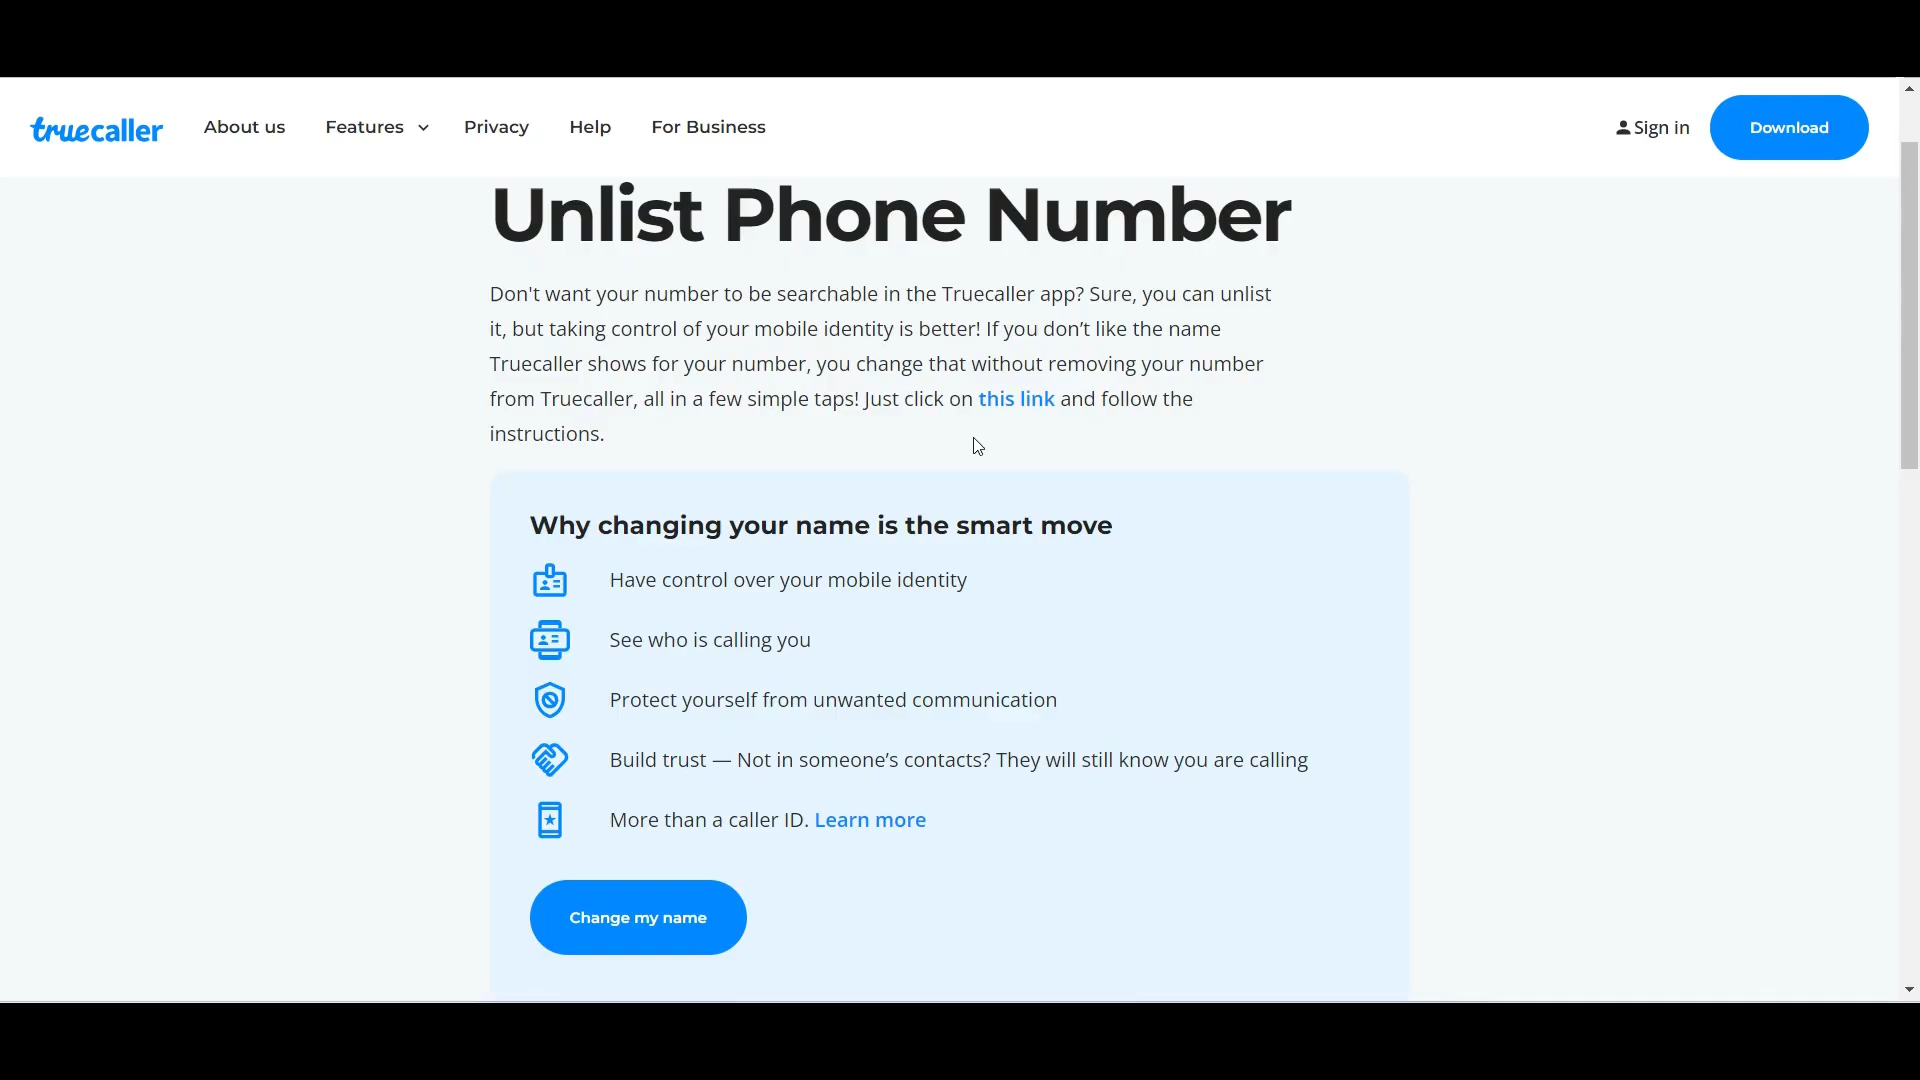 truecaller
About us
Features
Privacy
Help
For Business
Sign in
Download
Unlist Phone Number
Don't want your number to be searchable in the Truecaller app? Sure, you can unlist
it, but taking control of your mobile identity is better! If you don’t like the name
Truecaller shows for your number, you change that without removing your number
from Truecaller, all in a few simple taps! Just click on this link and follow the
instructions.
Why changing your name is the smart move
Have control over your mobile identity
See who is calling you
Protect yourself from unwanted communication
Build trust — Not in someone’s contacts? They will still know you are calling
More than a caller ID. Learn more
Change my name